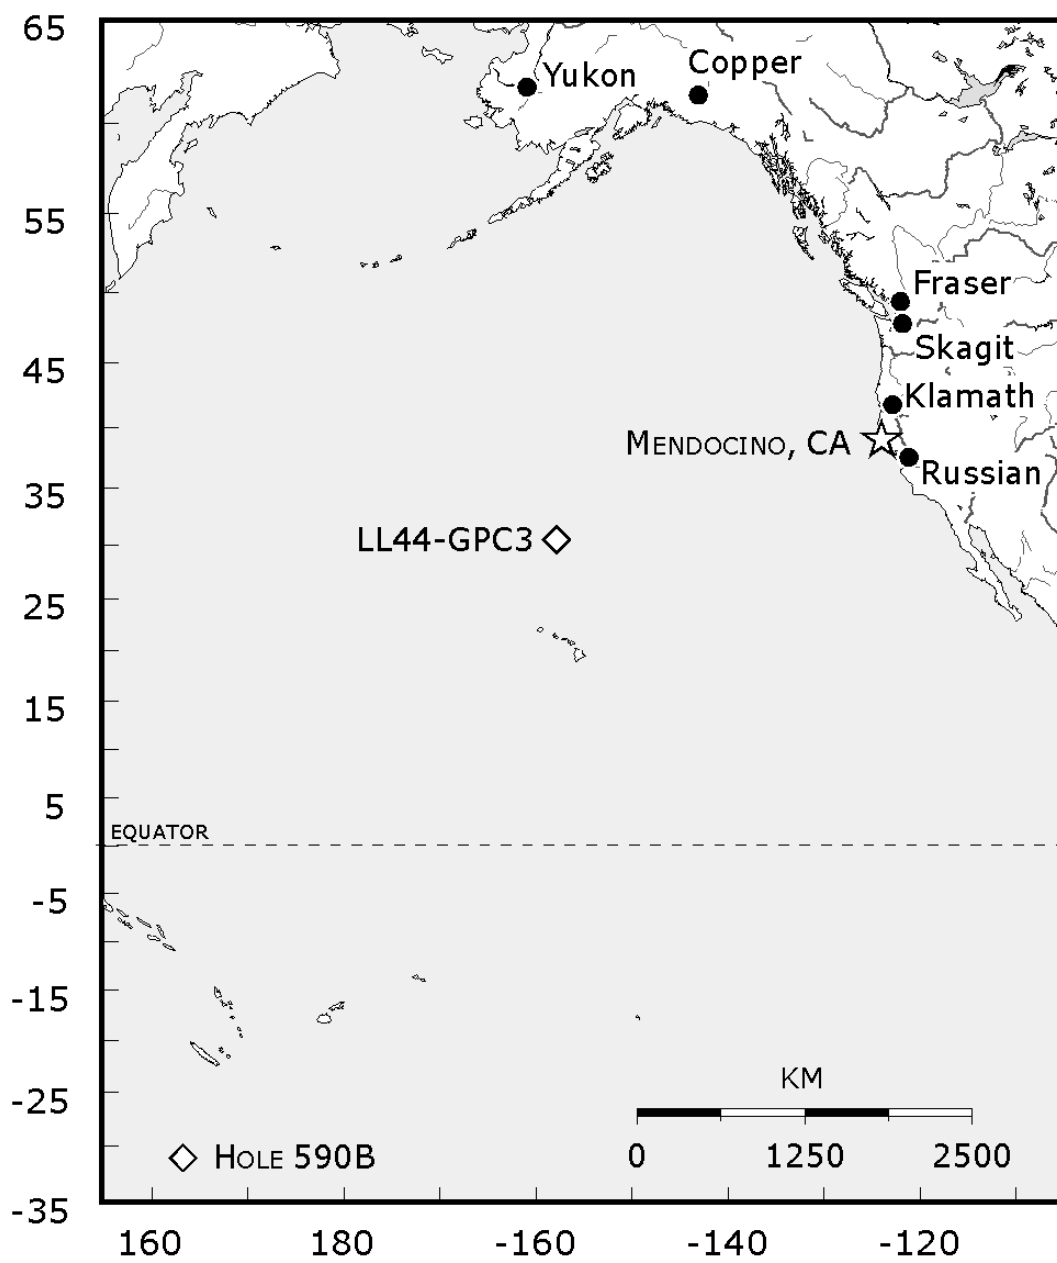 65
Yukon
Copper
55
Fraser
Skagit
45
Klamath
MENDOCINO, CA
Russian
35
LL44-GPC3
25
15
5
EQUATOR
-5
-15
KM
-25
0 1250 2500
HOLE 590B
-35
160 180 -160 -140 -120